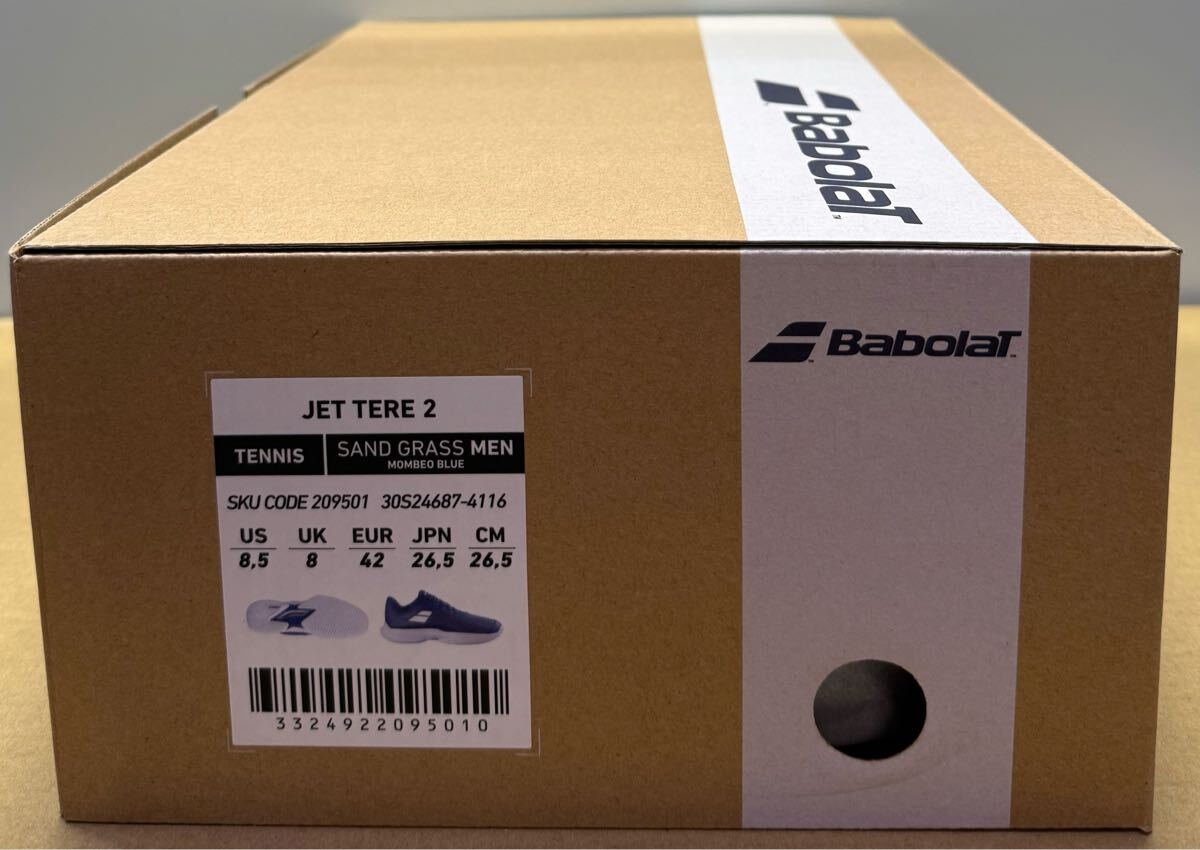 Babolat
Babolat
JET TERE 2
TENNIS
SAND GRASS MEN
MOMBEO BLUE
SKU CODE 209501 30S24687-4116
US UK EUR JPN CM
8,5 8 42 26,5 26,5
3324922095010